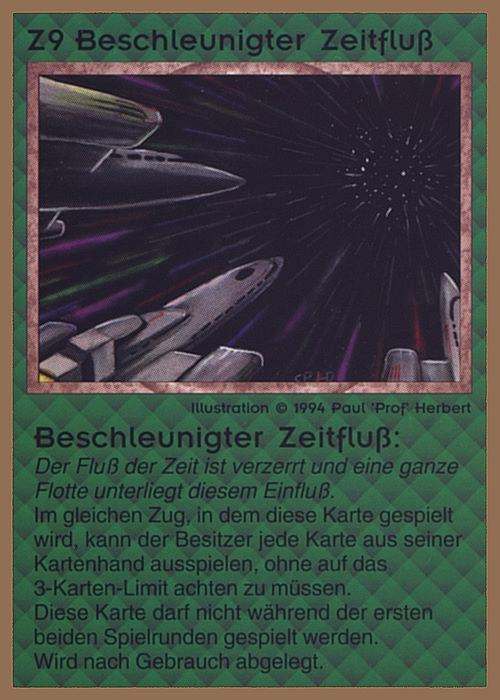 Z9 Beschleunigter Zeitfluß
Illustration © 1994 Paul 'Prof' Herbert
Beschleunigter Zeitfluß:
Der Fluß der Zeit ist verzerrt und eine ganze
Flotte unterliegt diesem Einfluß.
Im gleichen Zug, in dem diese Karte gespielt
wird, kann der Besitzer jede Karte aus seiner
Kartenhand ausspielen, ohne auf das
3-Karten-Limit achten zu müssen.
Diese Karte darf nicht während der ersten
beiden Spielrunden gespielt werden.
Wird nach Gebrauch abgelegt.